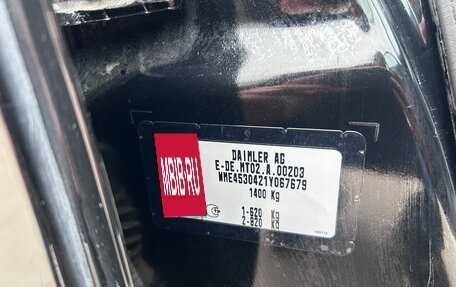 DAIMLER AG
E-DE.MT02.A.00203
WME4530421Y067679
1400 Kg
1-620 Kg
2-820 Kg
MBIB.RU